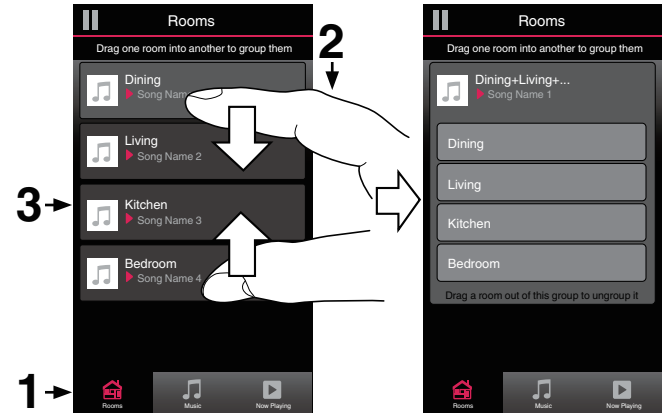 Rooms
Drag one room into another to group them
2
Dining
Song Nam
Living
Song Name 2
3
Kitchen
Song Name 3
Bedroom
Song Name 4
1
Rooms
Music
Now Playing
Rooms
Drag one room into another to group them
Dining+Living+...
Song Name 1
Dining
Living
Kitchen
Bedroom
Drag a room out of this group to ungroup it
Rooms
Music
Now Playing